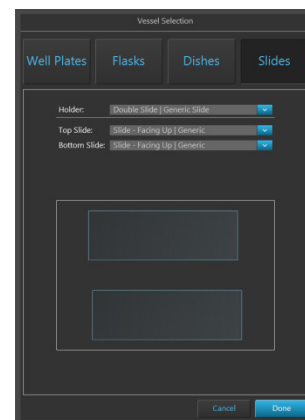 Vessel Selection
Well Plates Flasks Dishes Slides
Holder: Double Slide | Generic Slide
Top Slide: Slide - Facing Up | Generic
Bottom Slide: Slide - Facing Up | Generic
Cancel Done